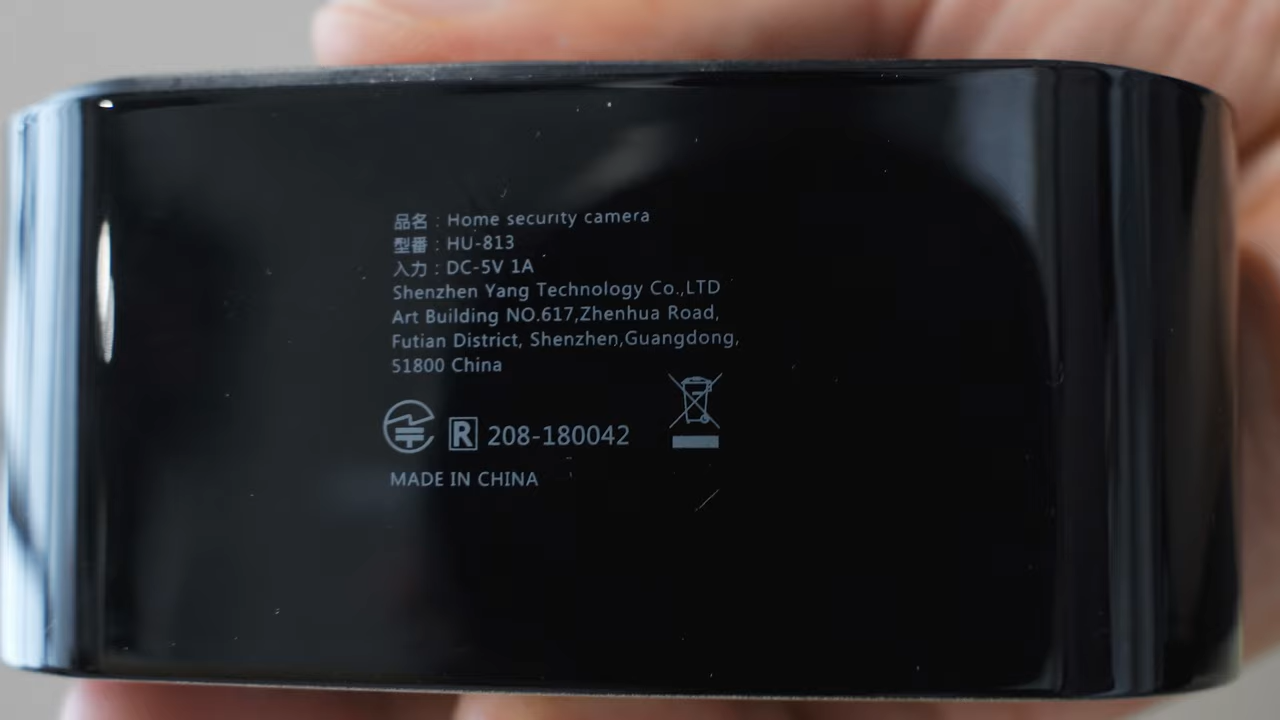 品名 : Home security camera
型番 : HU-813
入力 : DC-5V 1A
Shenzhen Yang Technology Co.,LTD
Art Building NO.617,Zhenhua Road,
Futian District, Shenzhen,Guangdong,
51800 China
R 208-180042
MADE IN CHINA